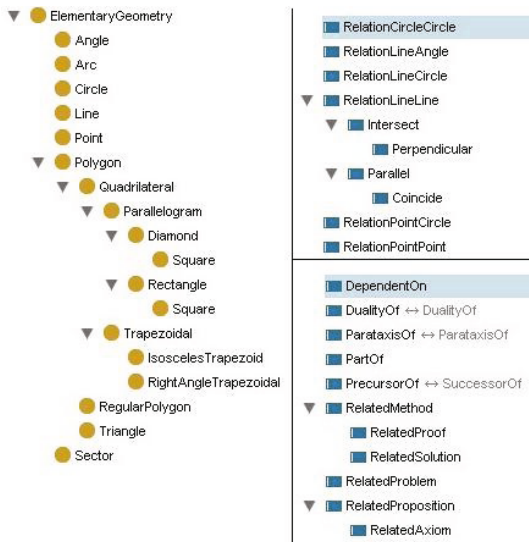 ElementaryGeometry
Angle
Arc
Circle
Line
Point
Polygon
Quadrilateral
Parallelogram
Diamond
Square
Rectangle
Square
Trapezoidal
IsoscelesTrapezoid
RightAngleTrapezoidal
RegularPolygon
Triangle
Sector
RelationCircleCircle
RelationLineAngle
RelationLineCircle
RelationLineLine
Intersect
Perpendicular
Parallel
Coincide
RelationPointCircle
RelationPointPoint
DependentOn
DualityOf ↔ DualityOf
ParataxisOf ↔ ParataxisOf
PartOf
PrecursorOf ↔ SuccessorOf
RelatedMethod
RelatedProof
RelatedSolution
RelatedProblem
RelatedProposition
RelatedAxiom